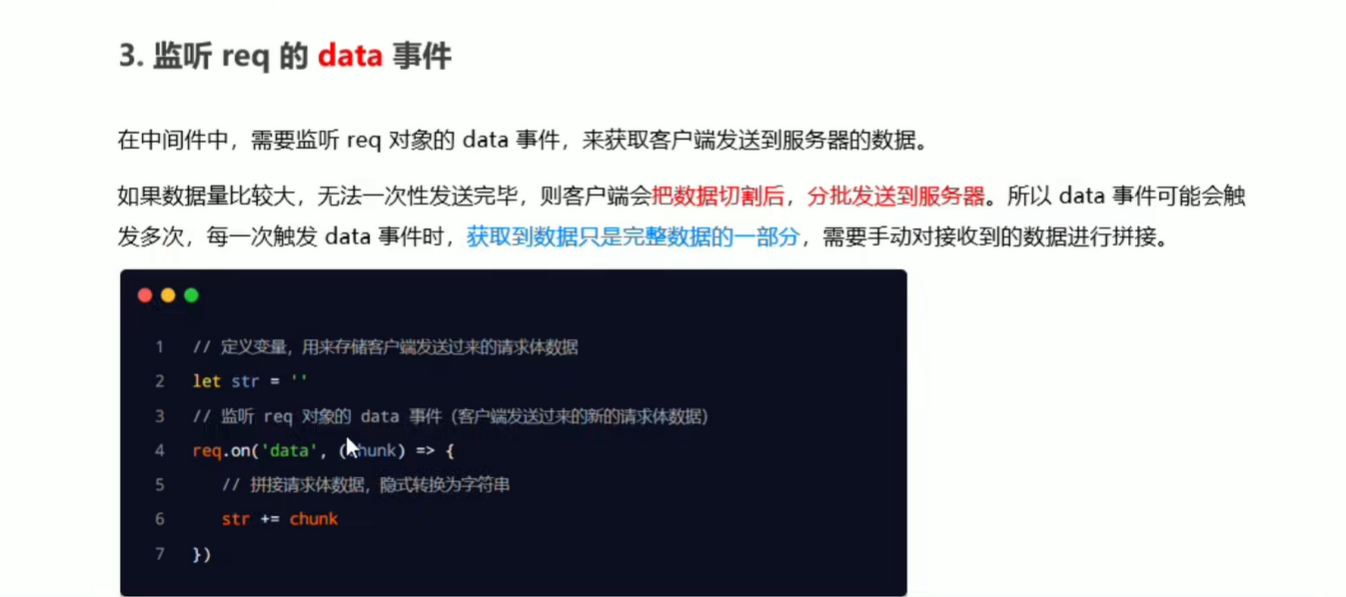 3. 监听 req 的 data 事件
在中间件中，需要监听 req 对象的 data 事件，来获取客户端发送到服务器的数据。
如果数据量比较大，无法一次性发送完毕，则客户端会把数据切割后，分批发送到服务器。所以 data 事件可能会触
发多次，每一次触发 data 事件时，获取到数据只是完整数据的一部分，需要手动对接收到的数据进行拼接。
1 // 定义变量，用来存储客户端发送过来的请求体数据
2 let str = ''
3 // 监听 req 对象的 data 事件（客户端发送过来的新的请求体数据）
4 req.on('data', (chunk) => {
5 // 拼接请求体数据，隐式转换为字符串
6 str += chunk
7 })